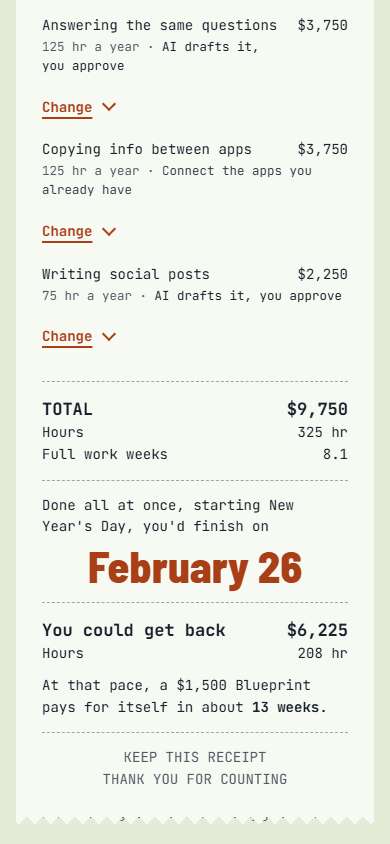 Answering the same questions $3,750
125 hr a year · AI drafts it,
you approve
Change
Copying info between apps $3,750
125 hr a year · Connect the apps you
already have
Change
Writing social posts $2,250
75 hr a year · AI drafts it, you approve
Change
TOTAL $9,750
Hours 325 hr
Full work weeks 8.1
Done all at once, starting New
Year's Day, you'd finish on
February 26
You could get back $6,225
Hours 208 hr
At that pace, a $1,500 Blueprint
pays for itself in about 13 weeks.
KEEP THIS RECEIPT
THANK YOU FOR COUNTING